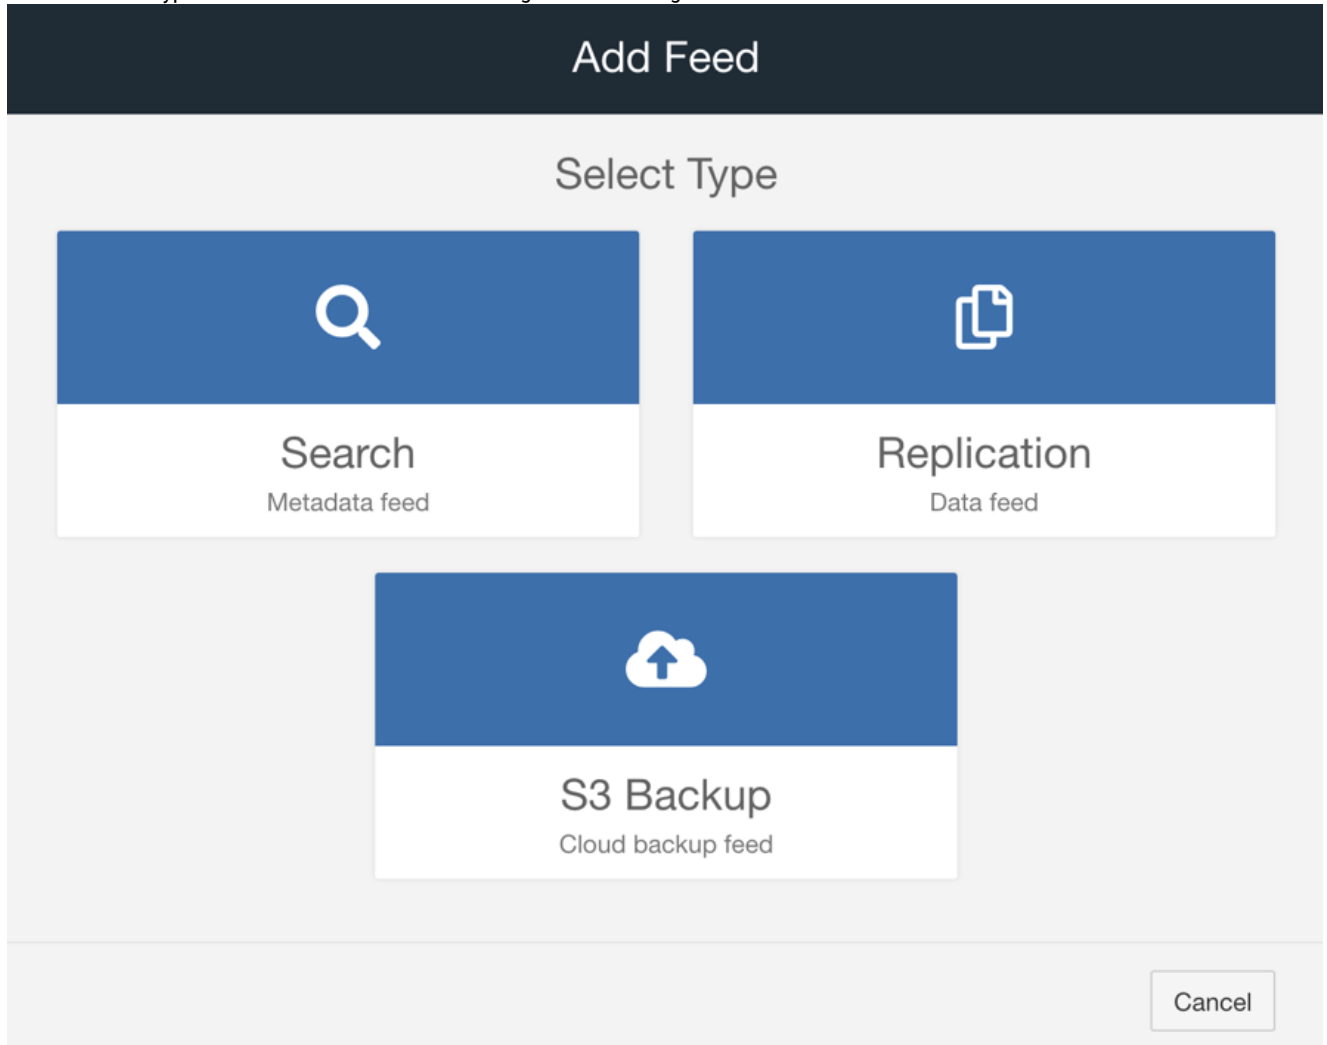 Add Feed
Select Type
Search
Metadata feed
Replication
Data feed
S3 Backup
Cloud backup feed
Cancel